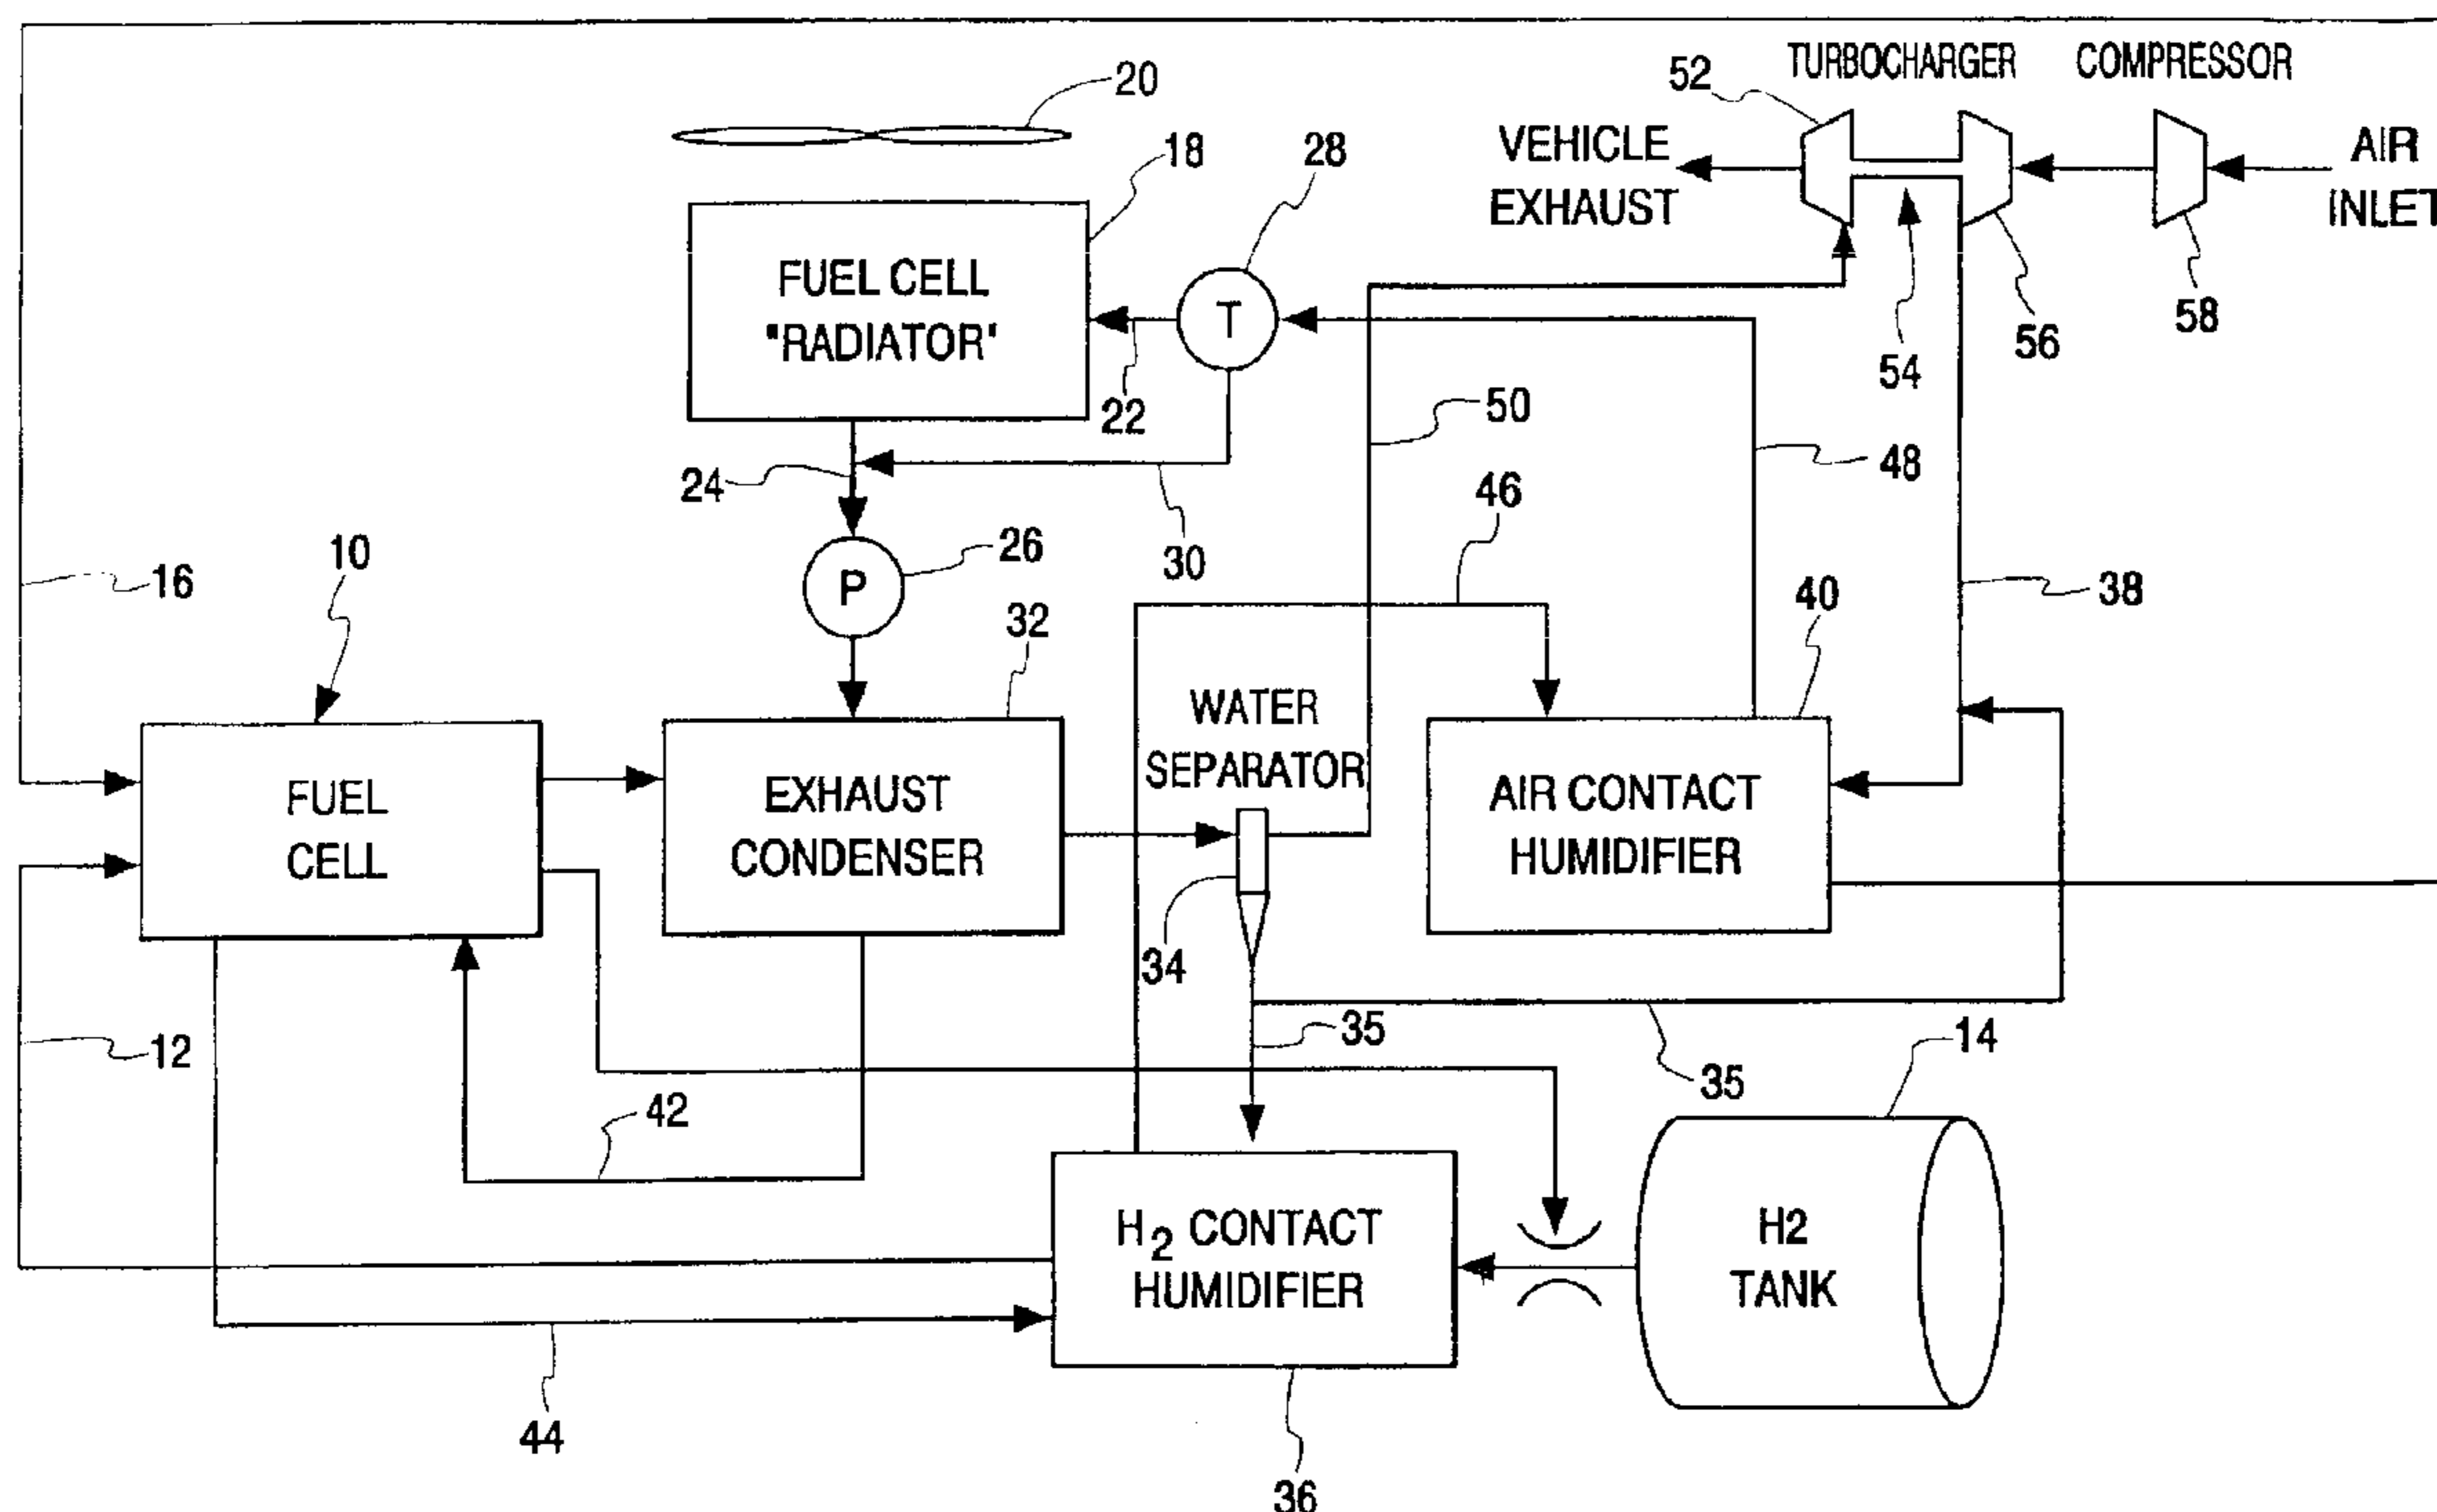 TURBOCHARGER
COMPRESSOR
52
20
VEHICLE
EXHAUST
AIR
INLET
18
28
FUEL CELL
"RADIATOR"
T
22
54
56
58
50
48
24
46
30
10
26
16
P
32
40
38
WATER
SEPARATOR
FUEL
CELL
EXHAUST
CONDENSER
AIR CONTACT
HUMIDIFIER
34
35
14
12
35
42
H2 CONTACT
HUMIDIFIER
H2
TANK
44
36